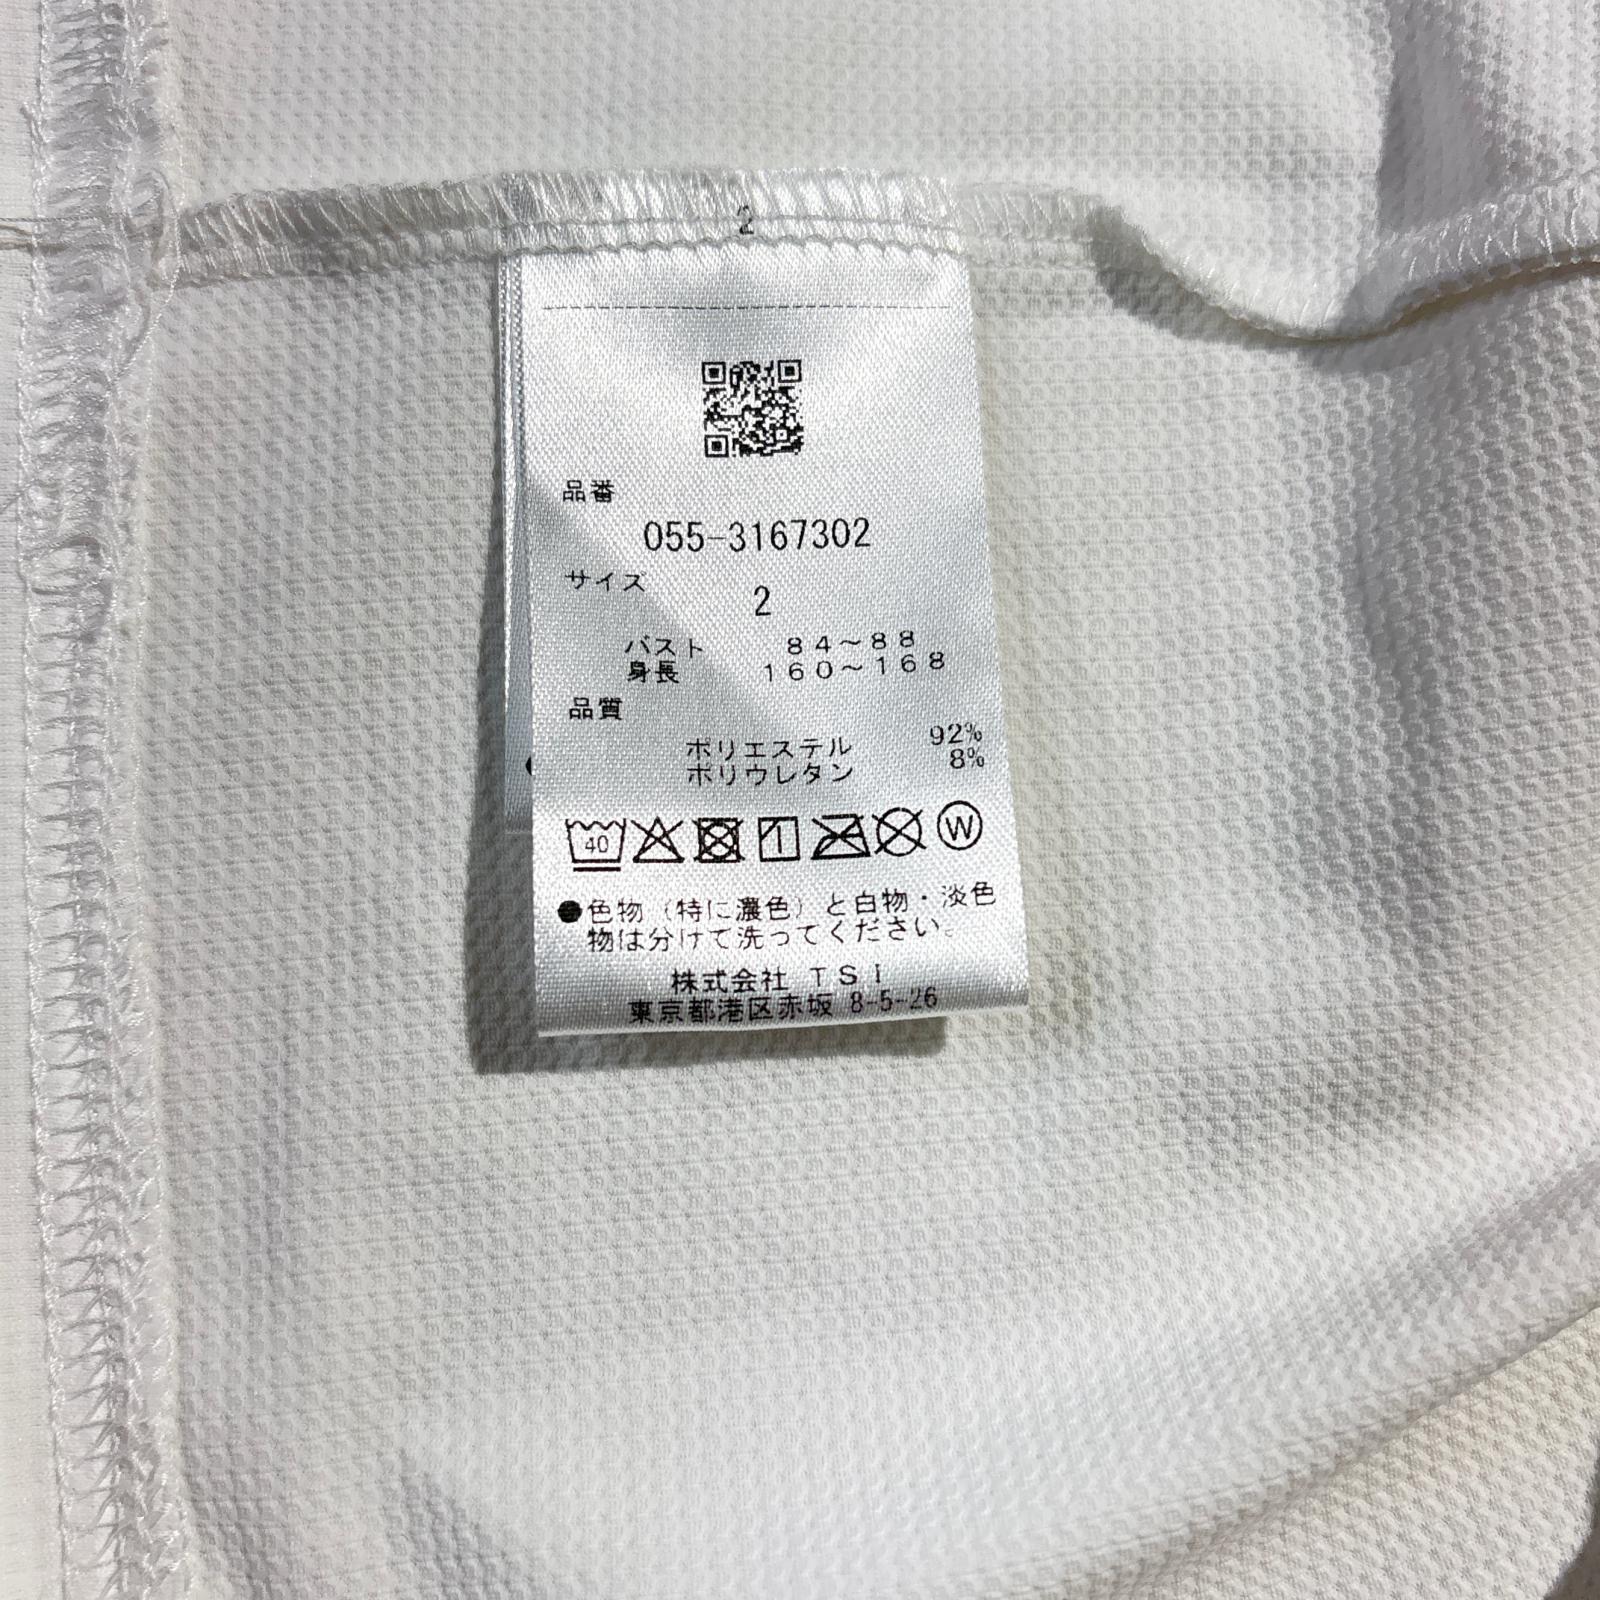 2
品番
055-3167302
サイズ
2
バスト 84～88
身長 160～168
品質
ポリエステル 92%
ポリウレタン 8%
40
W
●色物（特に濃色）と白物・淡色
物は分けて洗ってください。
株式会社 TSI
東京都港区赤坂 8-5-26